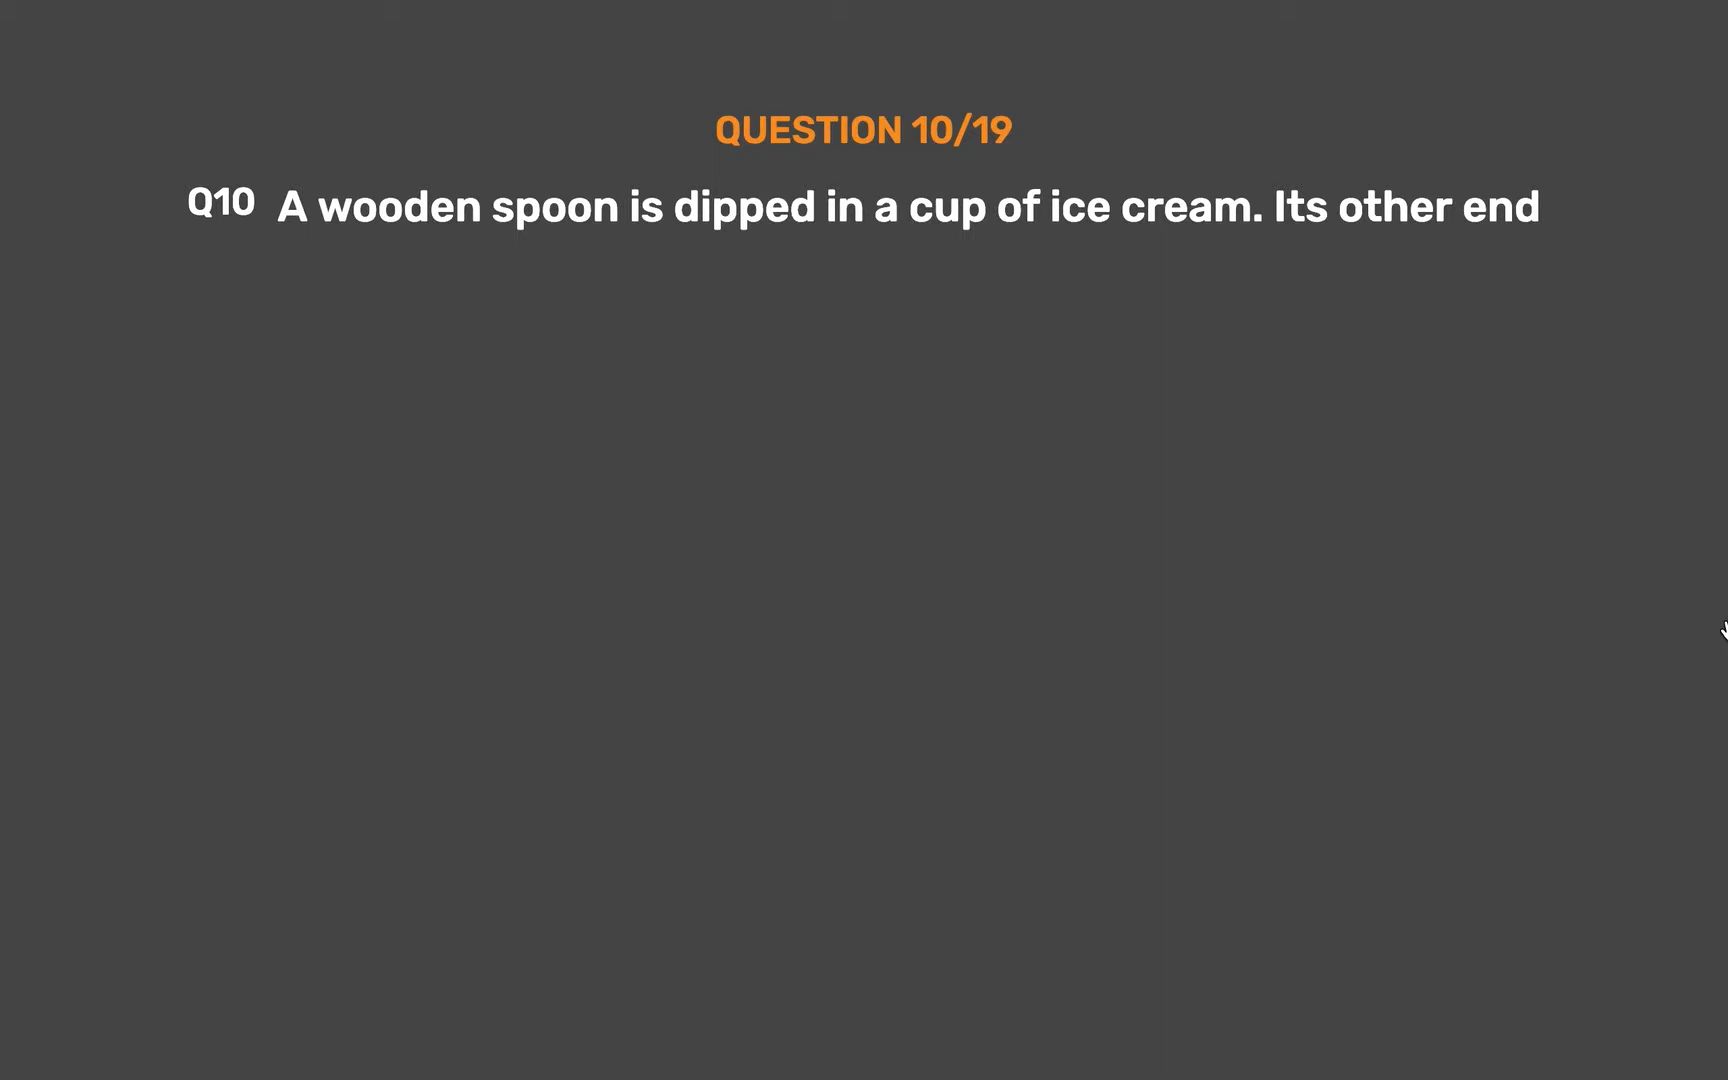 QUESTION 10/19
Q10 A wooden spoon is dipped in a cup of ice cream. Its other end